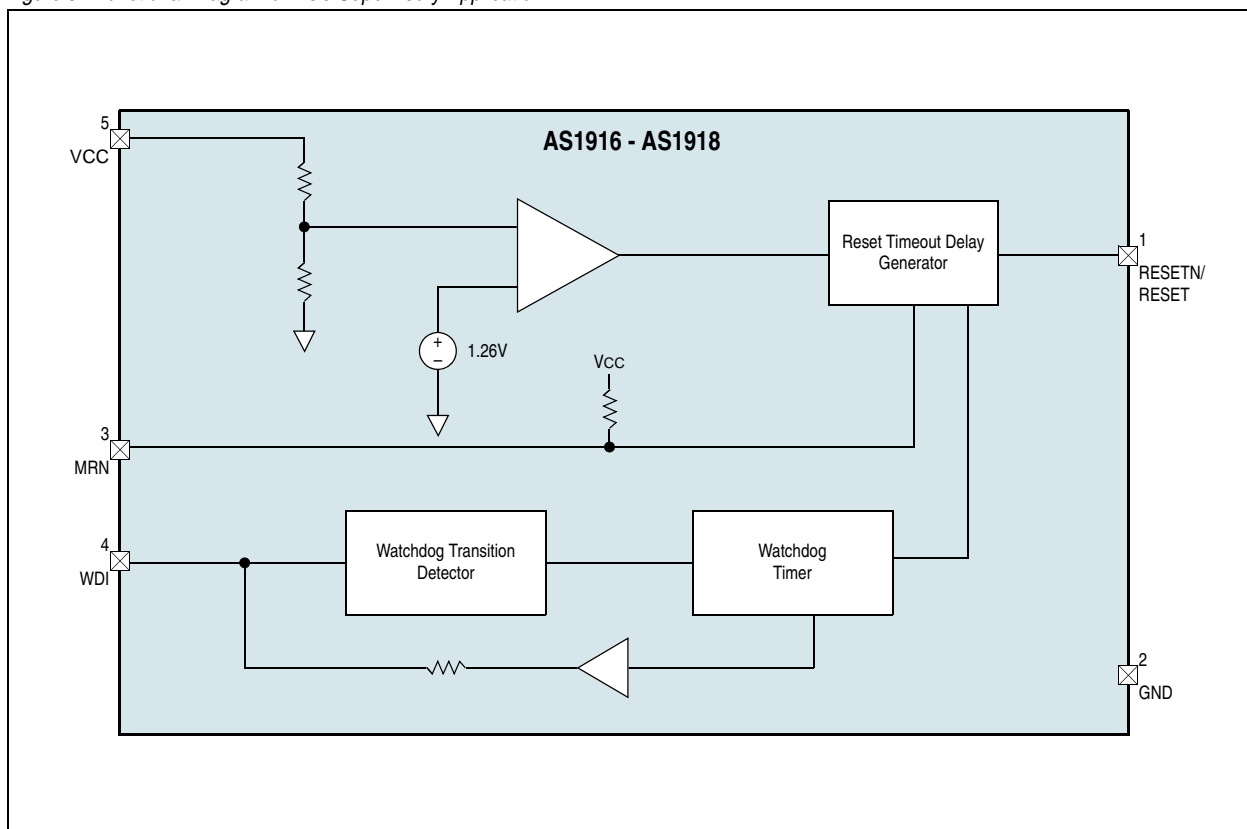 AS1916 - AS1918
5
VCC
Reset Timeout Delay
Generator
1
RESETN/
RESET
+
–
1.26V
VCC
3
MRN
4
WDI
Watchdog Transition
Detector
Watchdog
Timer
2
GND